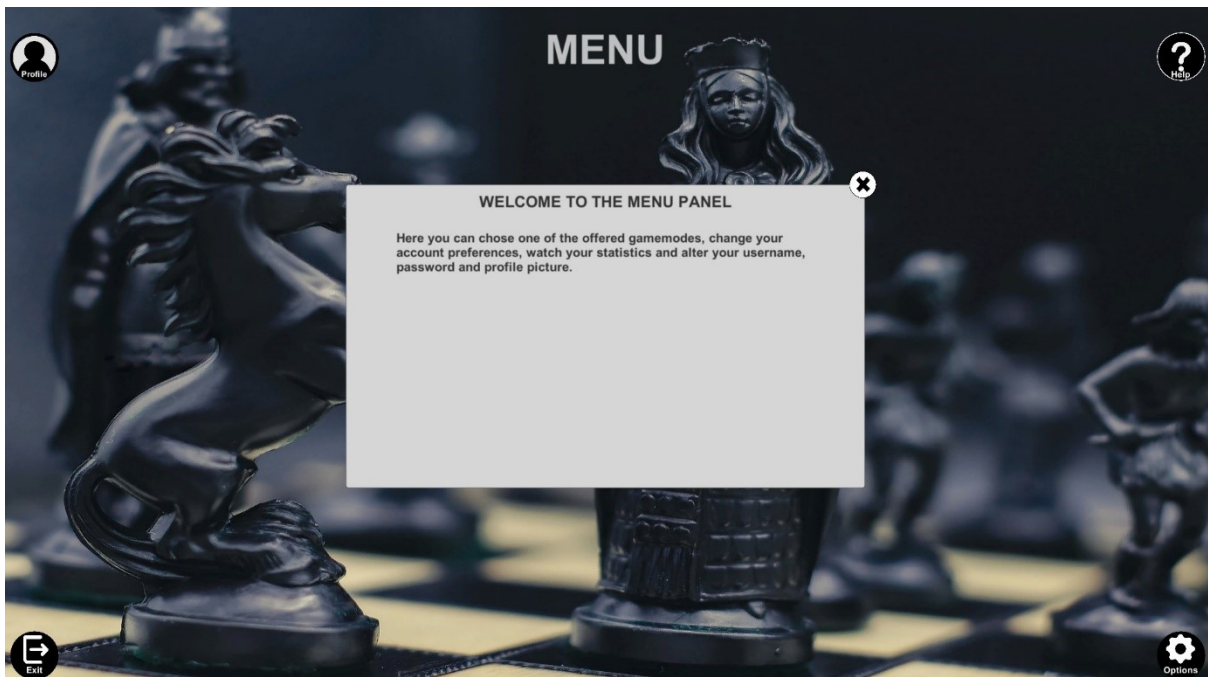 MENU
Profile
Help
WELCOME TO THE MENU PANEL
Here you can chose one of the offered gamemodes, change your
account preferences, watch your statistics and alter your username,
password and profile picture.
Exit
Options